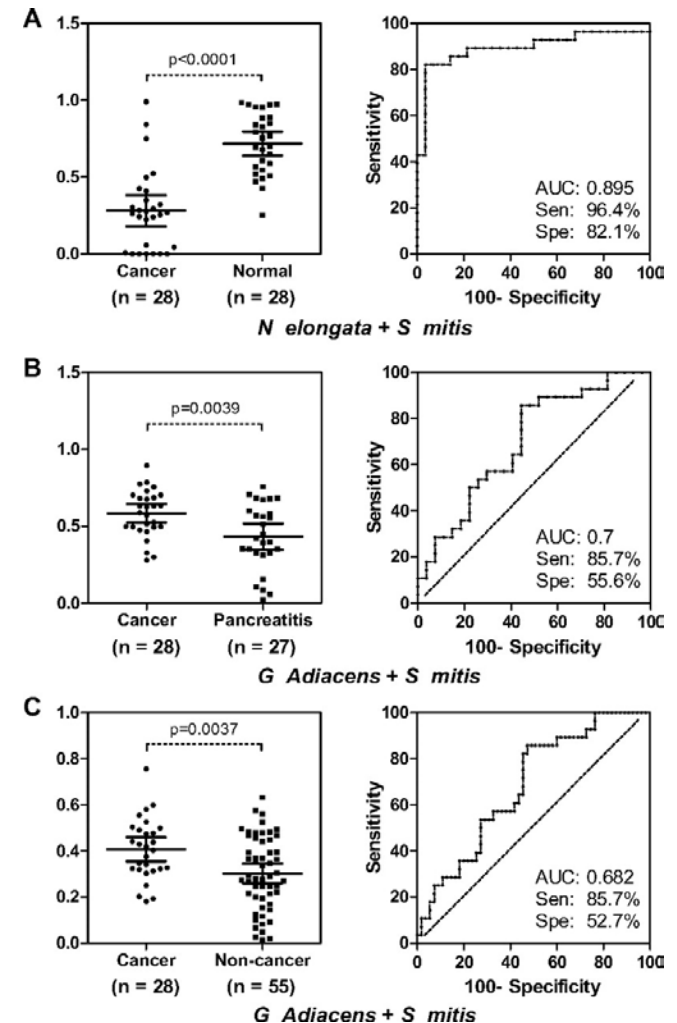 A
1.5
1.0
0.5
0.0
p<0.0001
Cancer
(n = 28)
Normal
(n = 28)
100
80
60
40
20
0
Sensitivity
AUC: 0.895
Sen: 96.4%
Spe: 82.1%
0 20 40 60 80 100
100- Specificity
N elongata + S mitis
B
1.5
1.0
0.5
0.0
p=0.0039
Cancer
(n = 28)
Pancreatitis
(n = 27)
100
80
60
40
20
0
Sensitivity
AUC: 0.7
Sen: 85.7%
Spe: 55.6%
0 20 40 60 80 100
100- Specificity
G Adiacens + S mitis
C
1.0
0.8
0.6
0.4
0.2
0.0
p=0.0037
Cancer
(n = 28)
Non-cancer
(n = 55)
100
80
60
40
20
0
Sensitivity
AUC: 0.682
Sen: 85.7%
Spe: 52.7%
0 20 40 60 80 100
100- Specificity
G Adiacens + S mitis